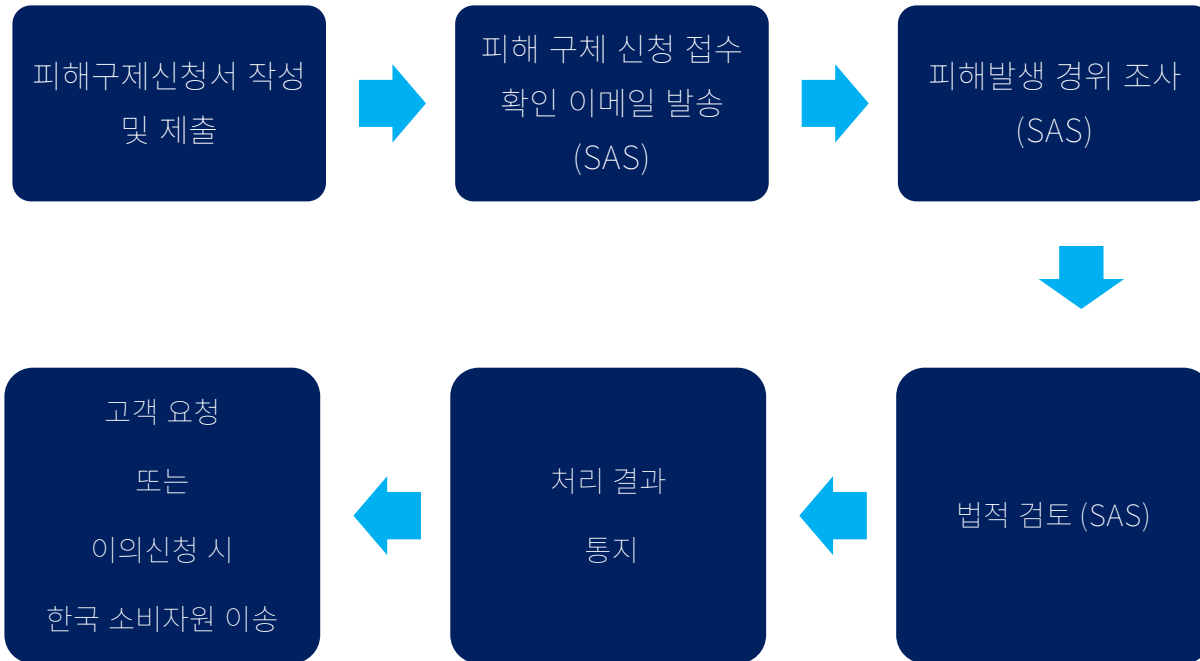 피해구제신청서 작성
및 제출
피해 구체 신청 접수
확인 이메일 발송
(SAS)
피해발생 경위 조사
(SAS)
법적 검토 (SAS)
처리 결과
통지
고객 요청
또는
이의신청 시
한국 소비자원 이송